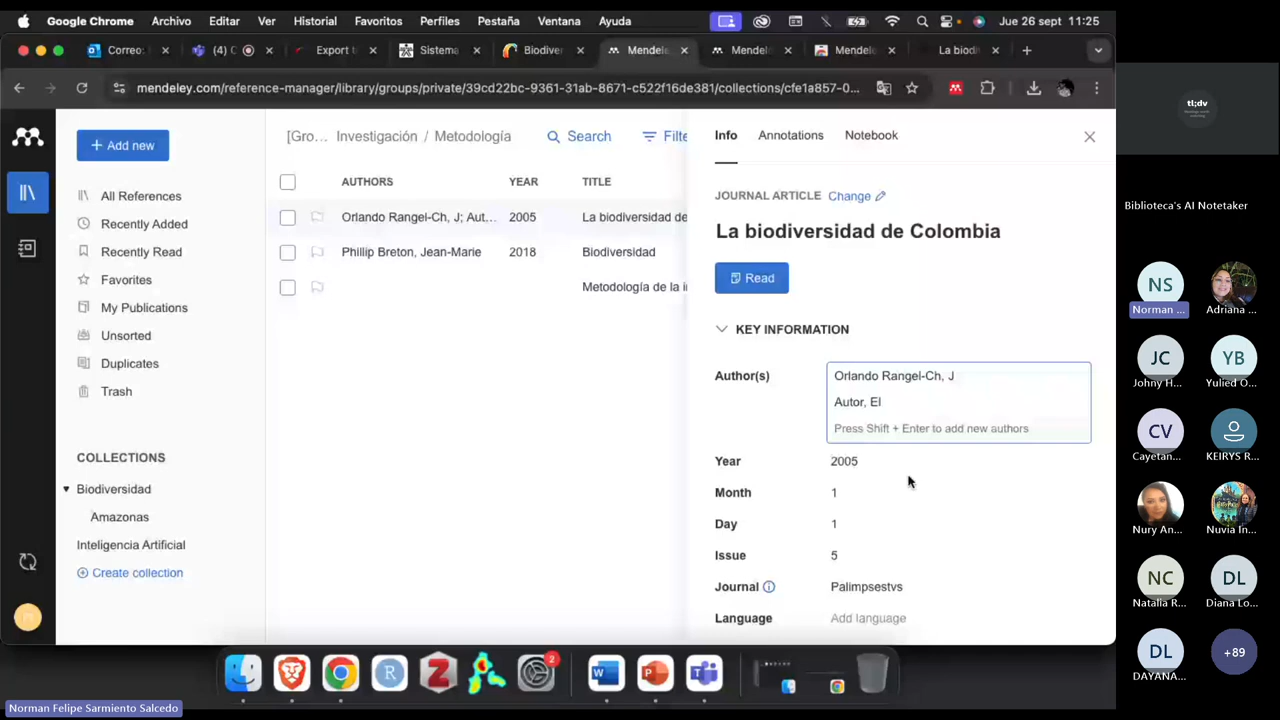 Google Chrome Archivo Editar Ver Historial Favoritos Perfiles Pestaña Ventana Ayuda Jue 26 sept 11:25
Correo: (4) C Export t Sistema Biodiver Mendele Mendele Mendele La biodi
mendeley.com/reference-manager/library/groups/private/39cd22bc-9361-31ab-8671-c522f16de381/collections/cfe1a857-0...
+ Add new
All References
Recently Added
Recently Read
Favorites
My Publications
Unsorted
Duplicates
Trash
COLLECTIONS
Biodiversidad
Amazonas
Inteligencia Artificial
Create collection
[Gro... Investigación / Metodología Search Filte
AUTHORS YEAR TITLE
Orlando Rangel-Ch, J; Aut... 2005 La biodiversidad de
Phillip Breton, Jean-Marie 2018 Biodiversidad
Metodología de la i
Info Annotations Notebook
JOURNAL ARTICLE Change
La biodiversidad de Colombia
Read
KEY INFORMATION
Author(s) Orlando Rangel-Ch, J
Autor, El
Press Shift + Enter to add new authors
Year 2005
Month 1
Day 1
Issue 5
Journal Palimpsestvs
Language Add language
2
Norman Felipe Sarmiento Salcedo
tl;dv
Biblioteca's AI Notetaker
NS
Norman ... Adriana ...
JC YB
Johny H... Yulied O...
CV
Cayetan... KEIRYS R...
Nury An... Nuvia In...
NC DL
Natalia R... Diana Lo...
DL +89
DAYANA...